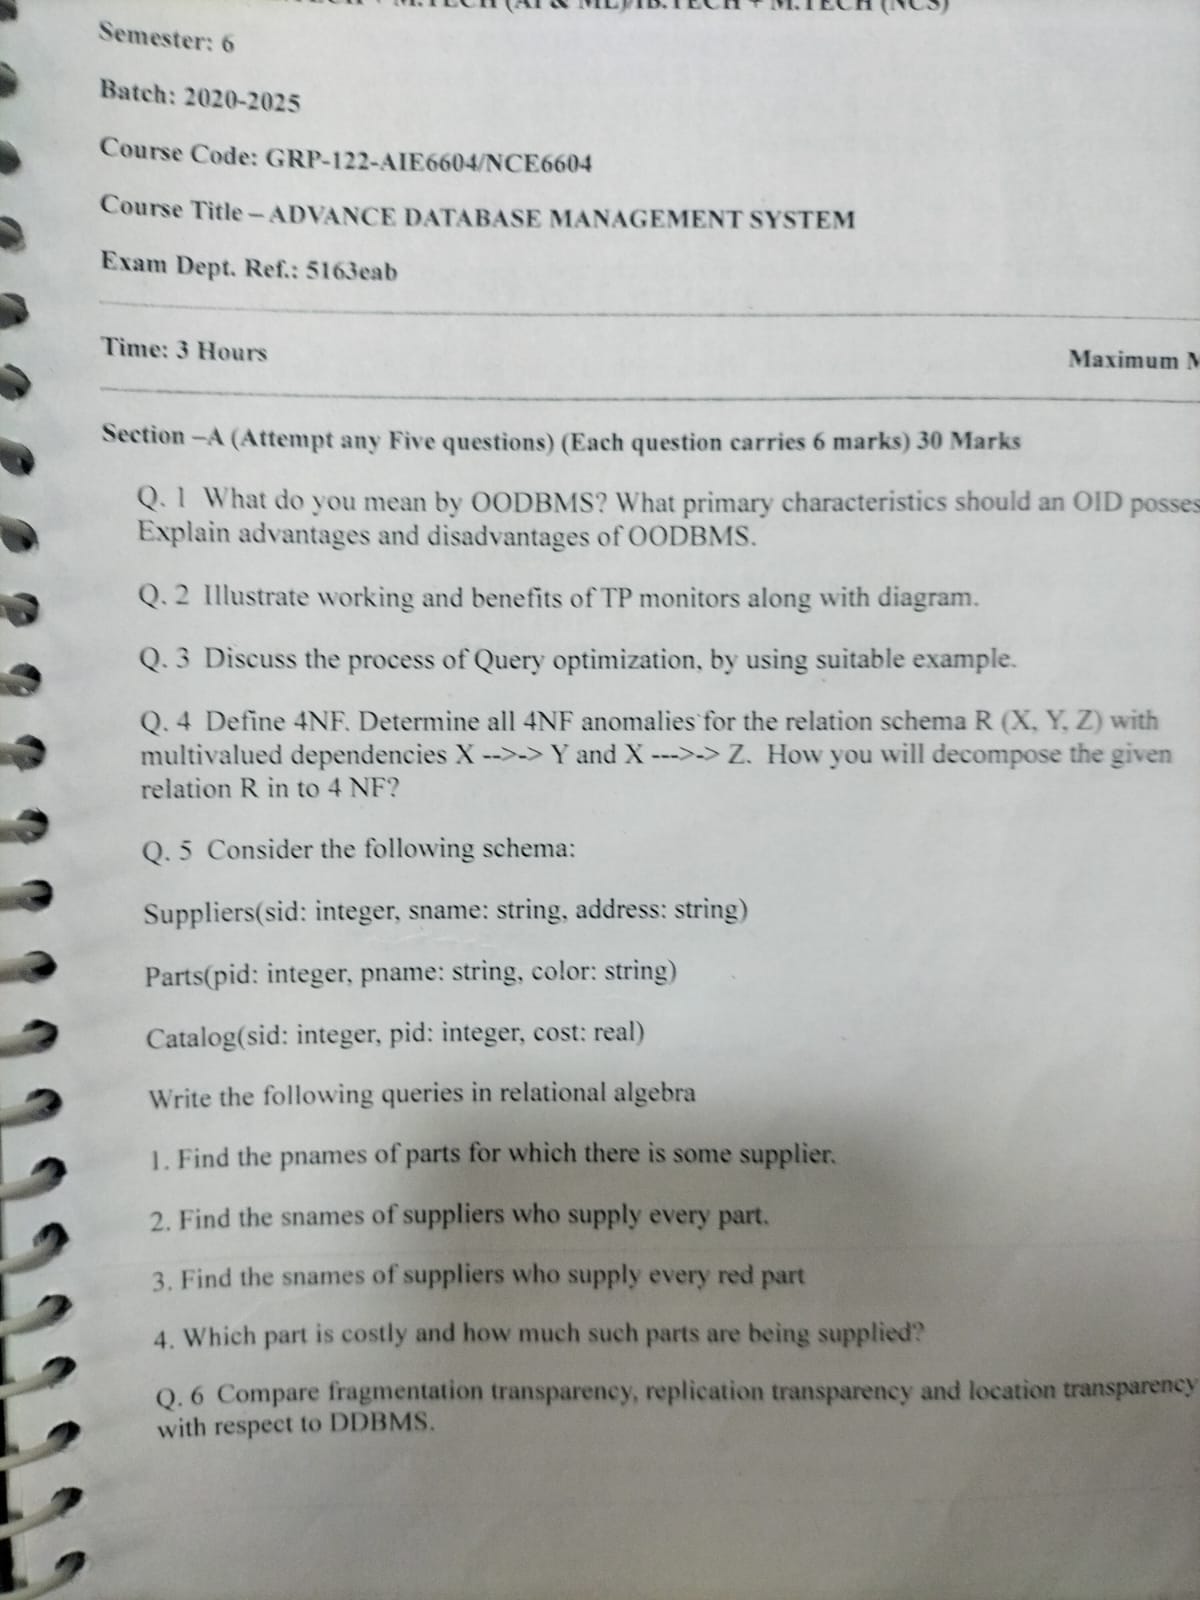 M.TECH (AI & ML)/IB.TECH + M.TECH (NCS)
Semester: 6
Batch: 2020-2025
Course Code: GRP-122-AIE6604/NCE6604
Course Title – ADVANCE DATABASE MANAGEMENT SYSTEM
Exam Dept. Ref.: 5163eab
Time: 3 Hours
Maximum M
Section –A (Attempt any Five questions) (Each question carries 6 marks) 30 Marks
Q. 1 What do you mean by OODBMS? What primary characteristics should an OID posses
Explain advantages and disadvantages of OODBMS.
Q. 2 Illustrate working and benefits of TP monitors along with diagram.
Q. 3 Discuss the process of Query optimization, by using suitable example.
Q. 4 Define 4NF. Determine all 4NF anomalies for the relation schema R (X, Y, Z) with
multivalued dependencies X -->-> Y and X --->-> Z. How you will decompose the given
relation R in to 4 NF?
Q. 5 Consider the following schema:
Suppliers(sid: integer, sname: string, address: string)
Parts(pid: integer, pname: string, color: string)
Catalog(sid: integer, pid: integer, cost: real)
Write the following queries in relational algebra
1. Find the pnames of parts for which there is some supplier.
2. Find the snames of suppliers who supply every part.
3. Find the snames of suppliers who supply every red part
4. Which part is costly and how much such parts are being supplied?
Q. 6 Compare fragmentation transparency, replication transparency and location transparency
with respect to DDBMS.